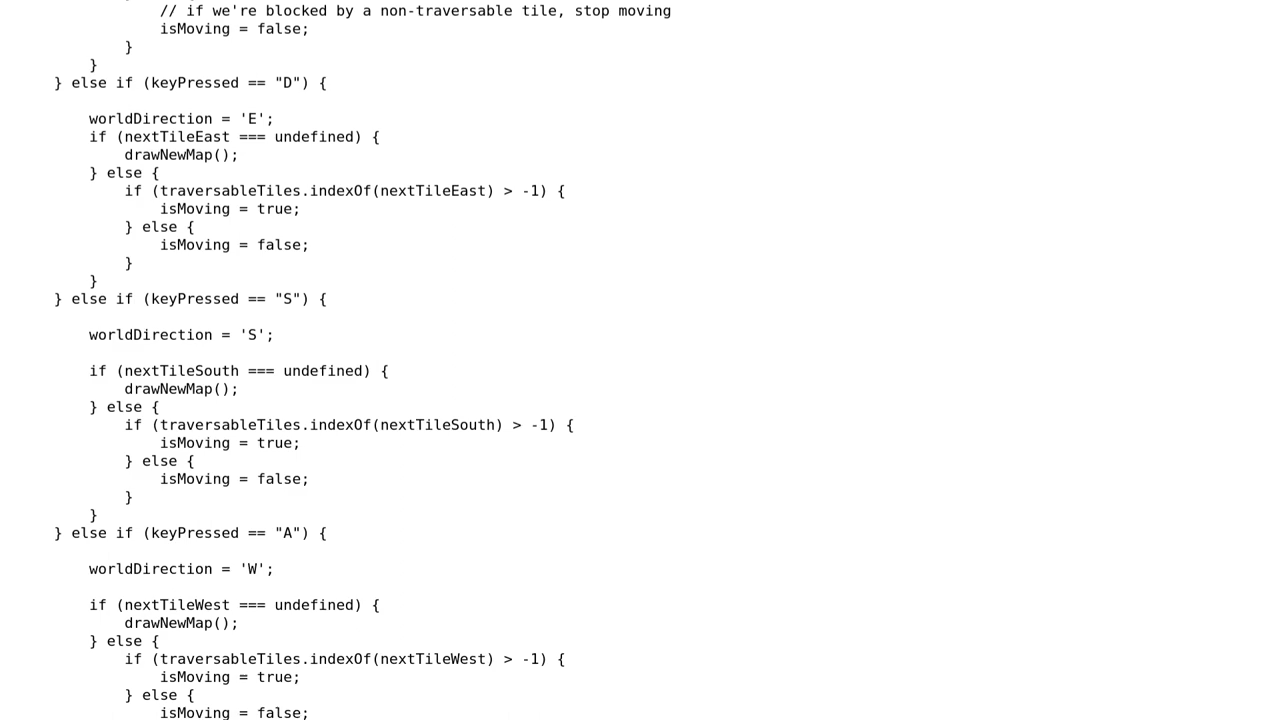 // if we're blocked by a non-traversable tile, stop moving
            isMoving = false;
        }
    }
} else if (keyPressed == "D") {

    worldDirection = 'E';
    if (nextTileEast === undefined) {
        drawNewMap();
    } else {
        if (traversableTiles.indexOf(nextTileEast) > -1) {
            isMoving = true;
        } else {
            isMoving = false;
        }
    }
} else if (keyPressed == "S") {

    worldDirection = 'S';

    if (nextTileSouth === undefined) {
        drawNewMap();
    } else {
        if (traversableTiles.indexOf(nextTileSouth) > -1) {
            isMoving = true;
        } else {
            isMoving = false;
        }
    }
} else if (keyPressed == "A") {

    worldDirection = 'W';

    if (nextTileWest === undefined) {
        drawNewMap();
    } else {
        if (traversableTiles.indexOf(nextTileWest) > -1) {
            isMoving = true;
        } else {
            isMoving = false;